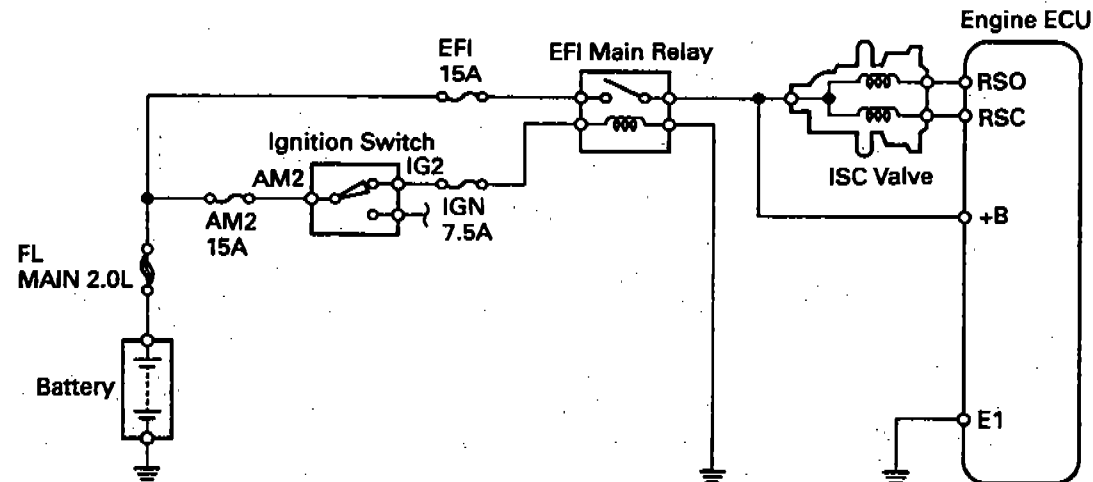 Engine ECU
EFI
15A
EFI Main Relay
RSO
RSC
ISC Valve
Ignition Switch
AM2
IG2
AM2
15A
IGN
7.5A
+B
FL
MAIN 2.0L
Battery
E1